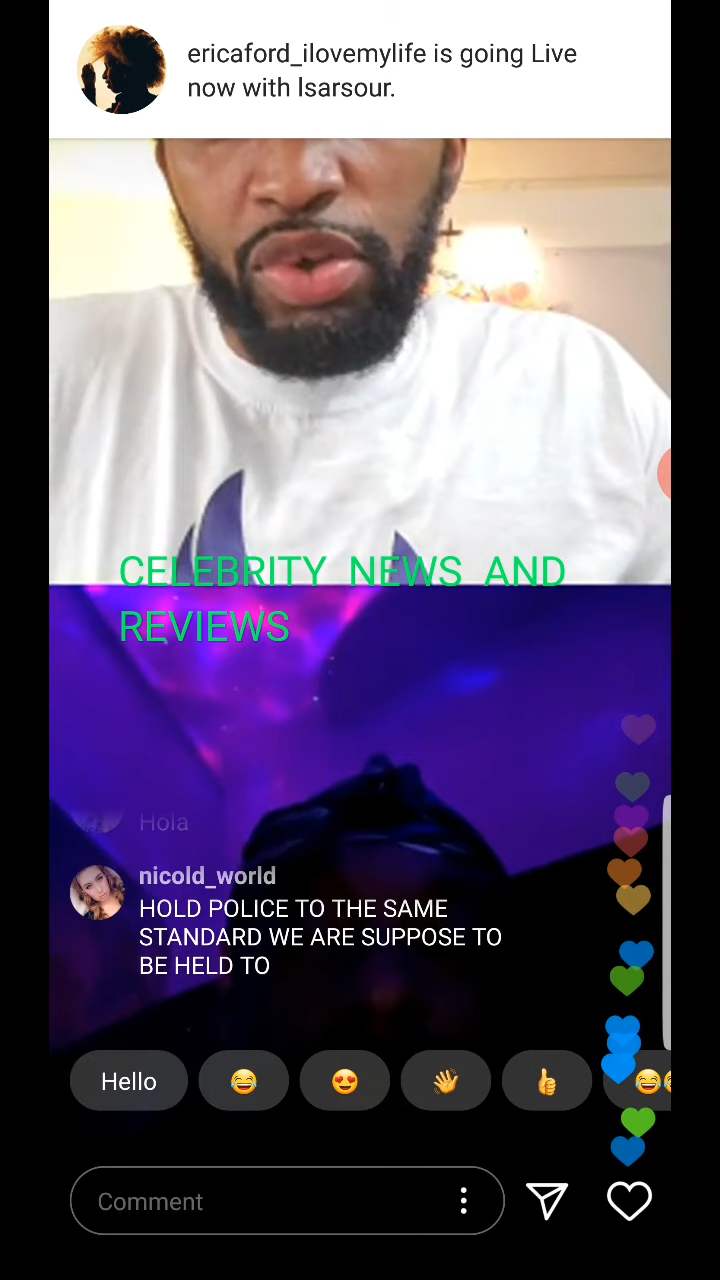 ericaford_ilovemylife is going Live
now with lsarsour.
CELEBRITY NEWS AND
REVIEWS
Hola
nicold_world
HOLD POLICE TO THE SAME
STANDARD WE ARE SUPPOSE TO
BE HELD TO
Hello
Comment